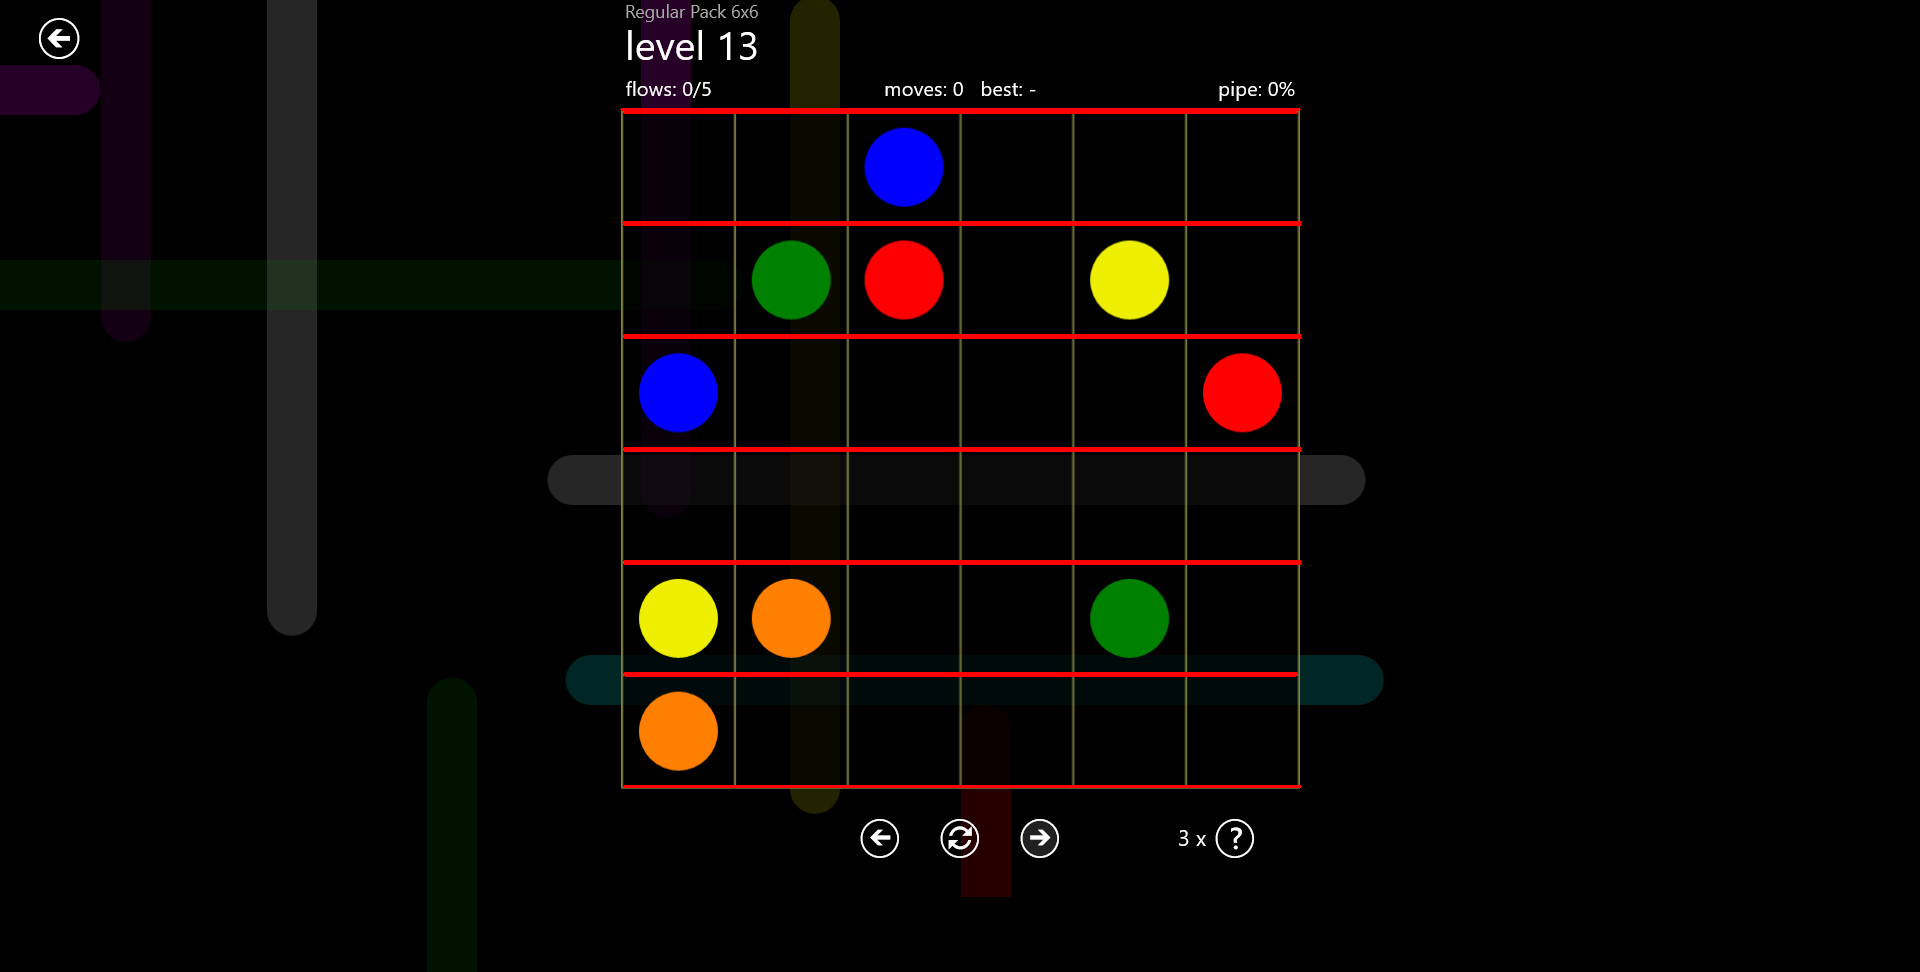 Regular Pack 6x6
level 13
flows: 0/5 moves: 0 best: - pipe: 0%
3 x ?